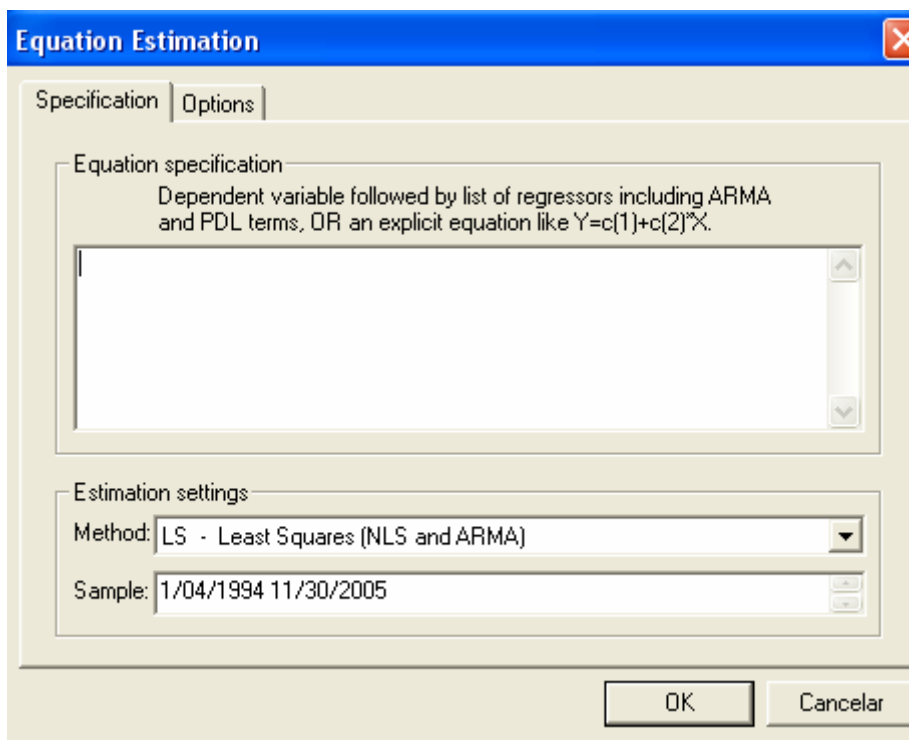 Equation Estimation
Specification
Options
Equation specification
Dependent variable followed by list of regressors including ARMA
and PDL terms, OR an explicit equation like Y=c(1)+c(2)*X.
Estimation settings
Method: LS - Least Squares (NLS and ARMA)
Sample: 1/04/1994 11/30/2005
OK
Cancelar